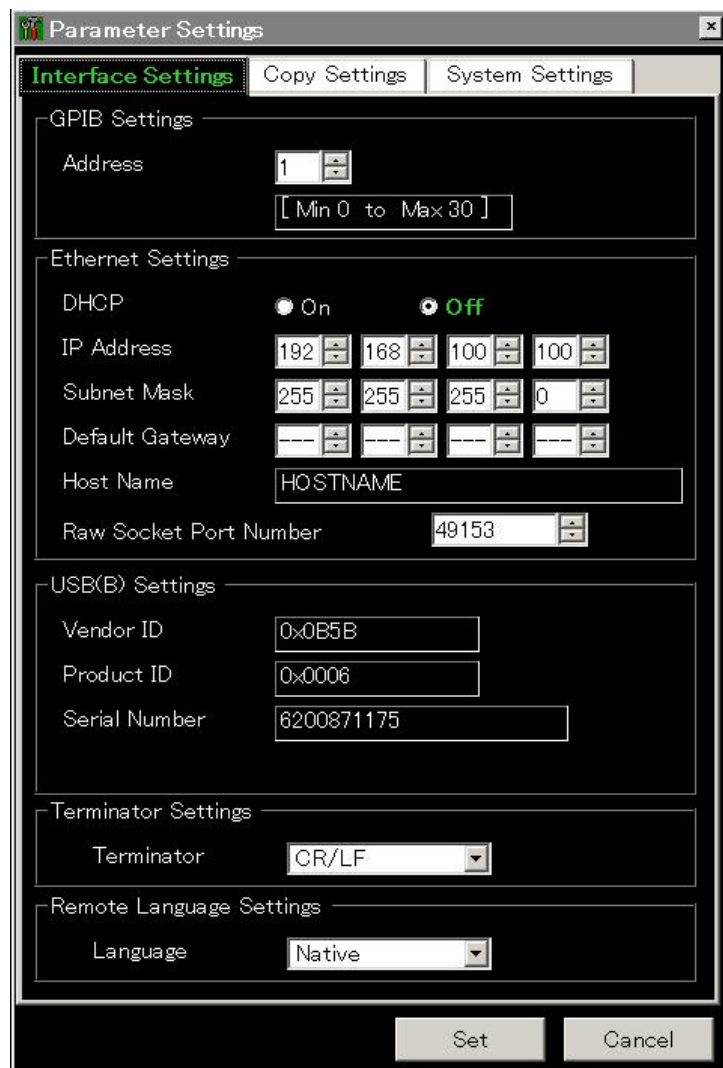 Parameter Settings
Interface Settings Copy Settings System Settings
GPIB Settings
Address 1
[ Min 0 to Max 30 ]
Ethernet Settings
DHCP On Off
IP Address 192 168 100 100
Subnet Mask 255 255 255 0
Default Gateway --- --- --- ---
Host Name HOSTNAME
Raw Socket Port Number 49153
USB(B) Settings
Vendor ID 0x0B5B
Product ID 0x0006
Serial Number 6200871175
Terminator Settings
Terminator CR/LF
Remote Language Settings
Language Native
Set Cancel